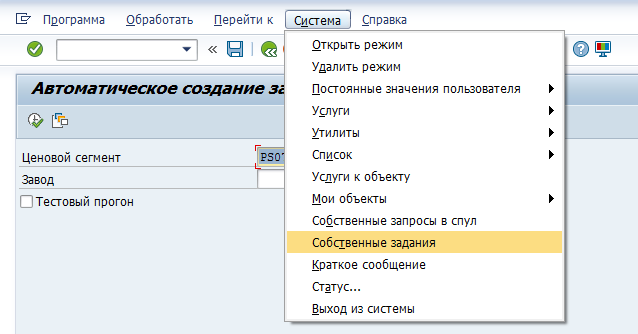 Программа Обработать Перейти к Система Справка
Открыть режим
Удалить режим
Автоматическое создание за
Постоянные значения пользователя
Услуги
Утилиты
Ценовой сегмент PS0
Список
Завод
Услуги к объекту
Тестовый прогон
Мои объекты
Собственные запросы в спул
Собственные задания
Краткое сообщение
Статус...
Выход из системы